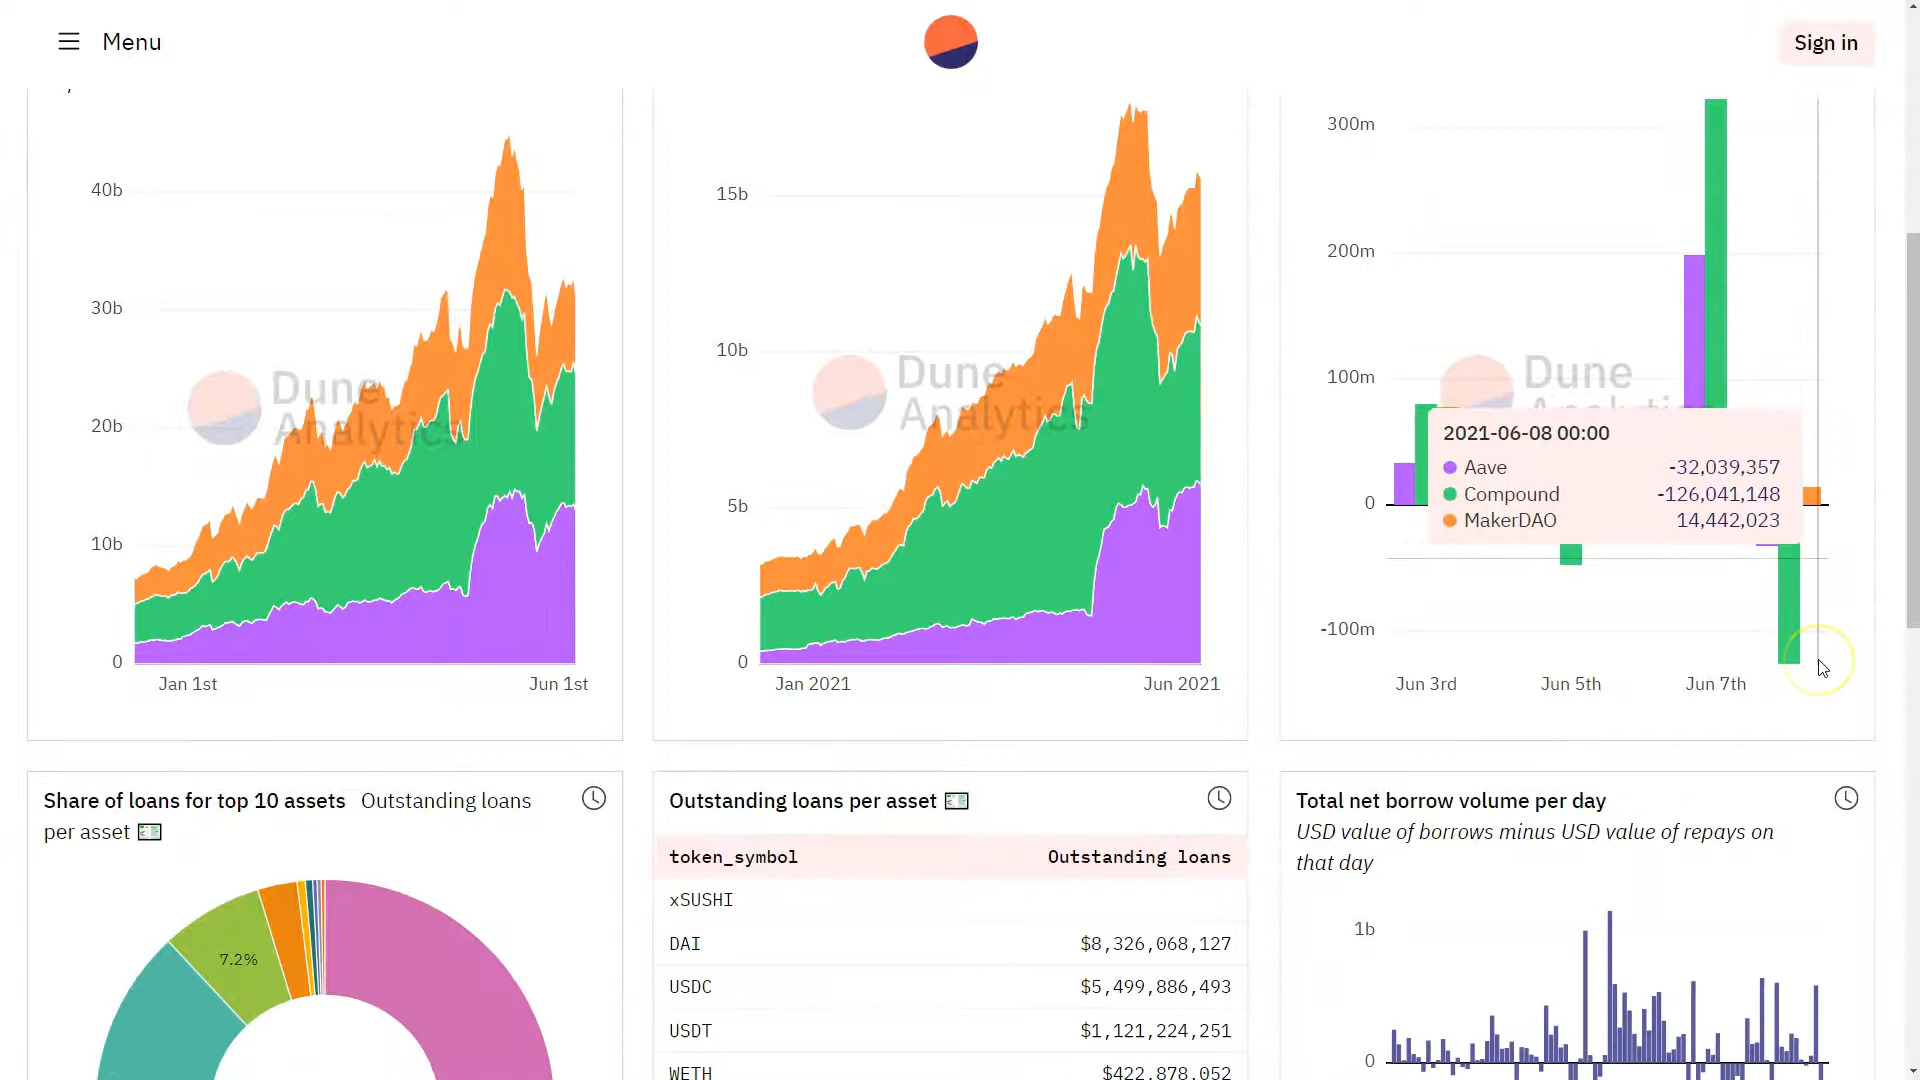 Menu
Sign in
40b
30b
20b
10b
0
Jan 1st
Jun 1st
Dune
Analytics
15b
10b
5b
0
Jan 2021
Jun 2021
Dune
Analytics
300m
200m
100m
0
-100m
Jun 3rd
Jun 5th
Jun 7th
Dune
2021-06-08 00:00
Aave -32,039,357
Compound -126,041,148
MakerDAO 14,442,023
Share of loans for top 10 assets Outstanding loans
per asset
7.2%
Outstanding loans per asset
token_symbol Outstanding loans
xSUSHI
DAI $8,326,068,127
USDC $5,499,886,493
USDT $1,121,224,251
WETH $422,878,052
Total net borrow volume per day
USD value of borrows minus USD value of repays on
that day
1b
0